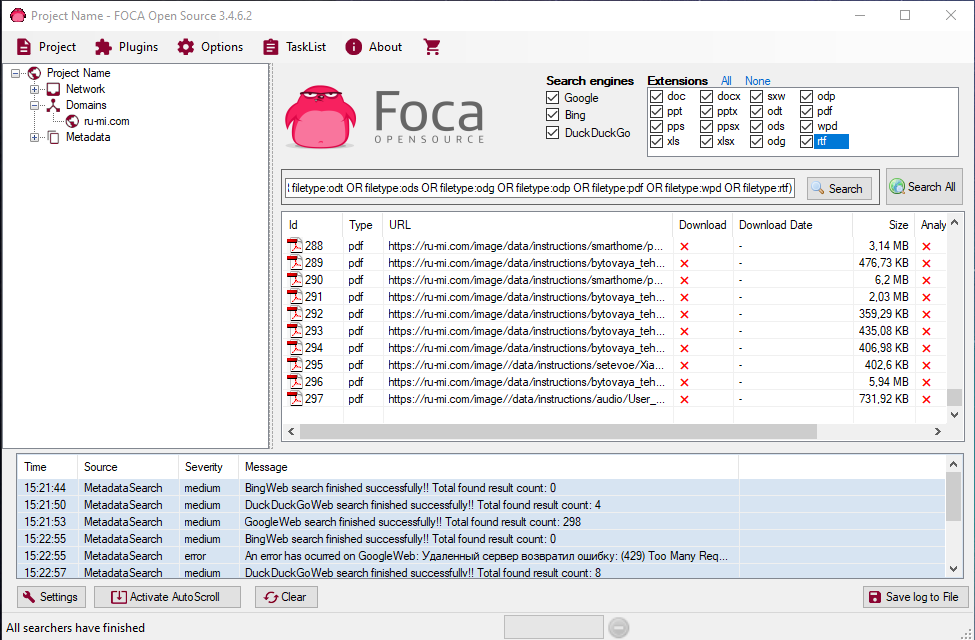 Project Name - FOCA Open Source 3.4.6.2
Project Plugins Options TaskList About
Project Name
Network
Domains
ru-mi.com
Metadata
Foca
OPENSOURCE
Search engines
Google
Bing
DuckDuckGo
Extensions All None
doc docx sxw odp
ppt pptx odt pdf
pps ppsx ods wpd
xls xlsx odg rtf
filetype:odt OR filetype:ods OR filetype:odg OR filetype:odp OR filetype:pdf OR filetype:wpd OR filetype:rtf) Search Search All
Id Type URL Download Download Date Size Analy
288 pdf https://ru-mi.com/image/data/instructions/smarthome/p... - 3,14 MB
289 pdf https://ru-mi.com/image/data/instructions/bytovaya_teh... - 476,73 KB
290 pdf https://ru-mi.com/image/data/instructions/smarthome/p... - 6,2 MB
291 pdf https://ru-mi.com/image/data/instructions/bytovaya_teh... - 2,03 MB
292 pdf https://ru-mi.com/image/data/instructions/bytovaya_teh... - 359,29 KB
293 pdf https://ru-mi.com/image/data/instructions/bytovaya_teh... - 435,08 KB
294 pdf https://ru-mi.com/image/data/instructions/bytovaya_teh... - 406,98 KB
295 pdf https://ru-mi.com/image//data/instructions/setevoe/Xia... - 402,6 KB
296 pdf https://ru-mi.com/image/data/instructions/bytovaya_teh... - 5,94 MB
297 pdf https://ru-mi.com/image//data/instructions/audio/User_... - 731,92 KB
Time Source Severity Message
15:21:44 MetadataSearch medium BingWeb search finished successfully!! Total found result count: 0
15:21:50 MetadataSearch medium DuckDuckGoWeb search finished successfully!! Total found result count: 4
15:21:53 MetadataSearch medium GoogleWeb search finished successfully!! Total found result count: 298
15:22:55 MetadataSearch medium BingWeb search finished successfully!! Total found result count: 0
15:22:55 MetadataSearch error An error has ocurred on GoogleWeb: Удаленный сервер возвратил ошибку: (429) Too Many Req...
15:22:57 MetadataSearch medium DuckDuckGoWeb search finished successfully!! Total found result count: 8
Settings Activate AutoScroll Clear Save log to File
All searchers have finished